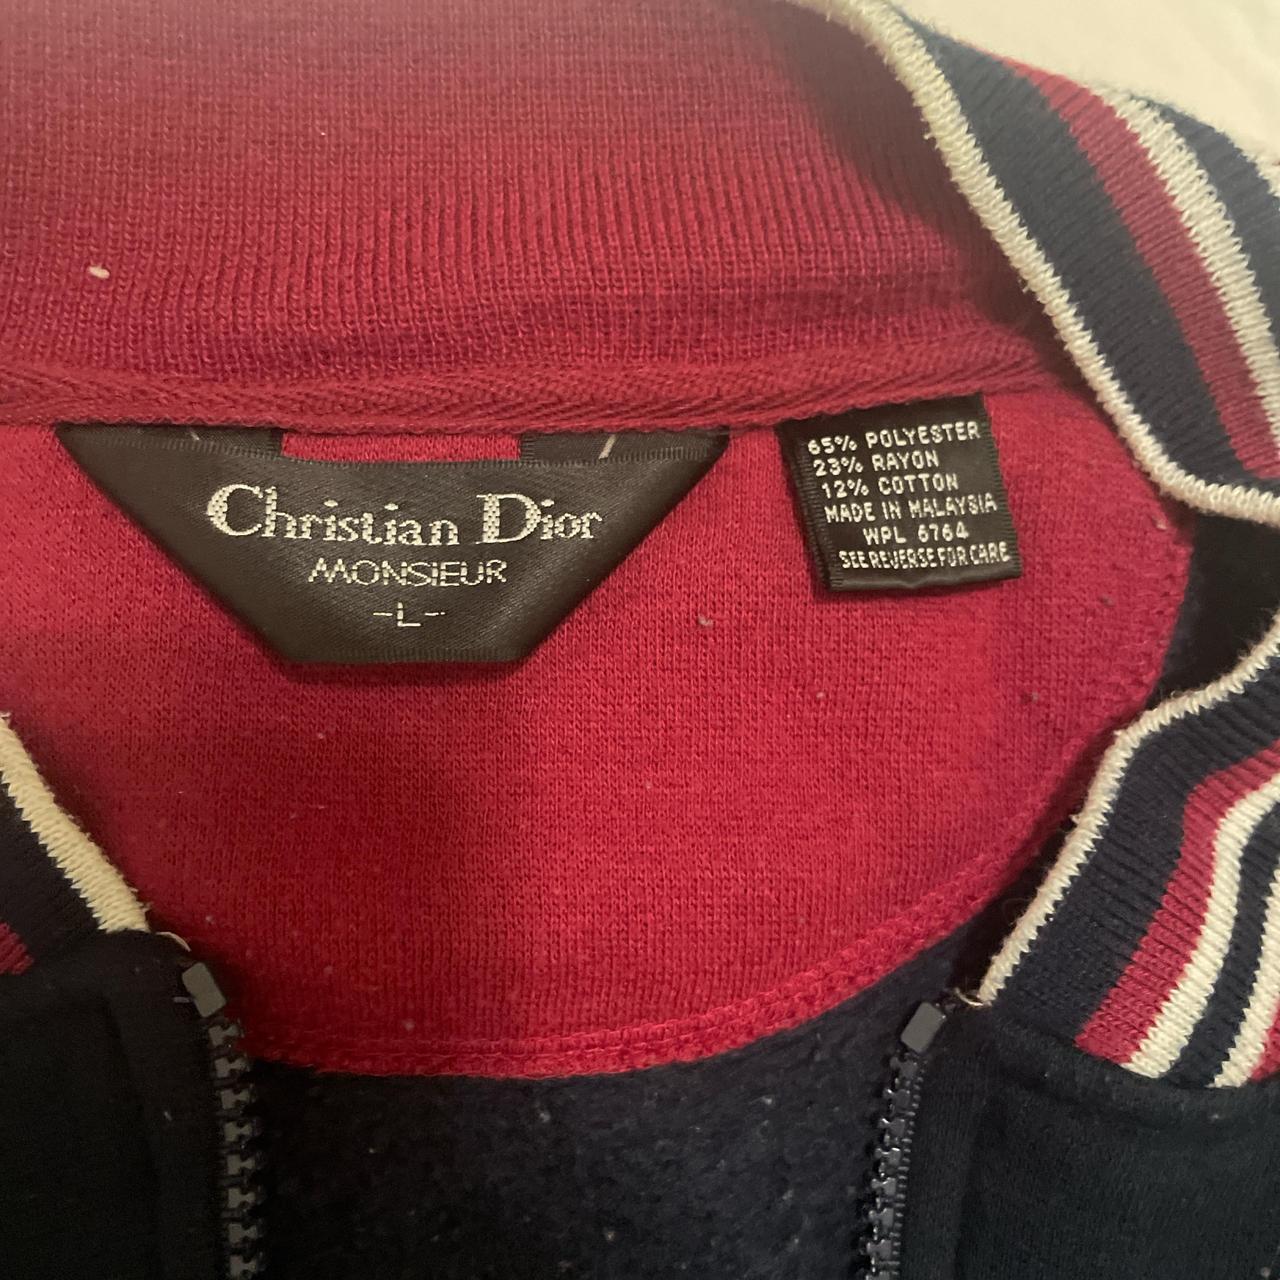 Christian Dior
MONSIEUR
-L-
65% POLYESTER
23% RAYON
12% COTTON
MADE IN MALAYSIA
WPL 6764
SEE REVERSE FOR CARE